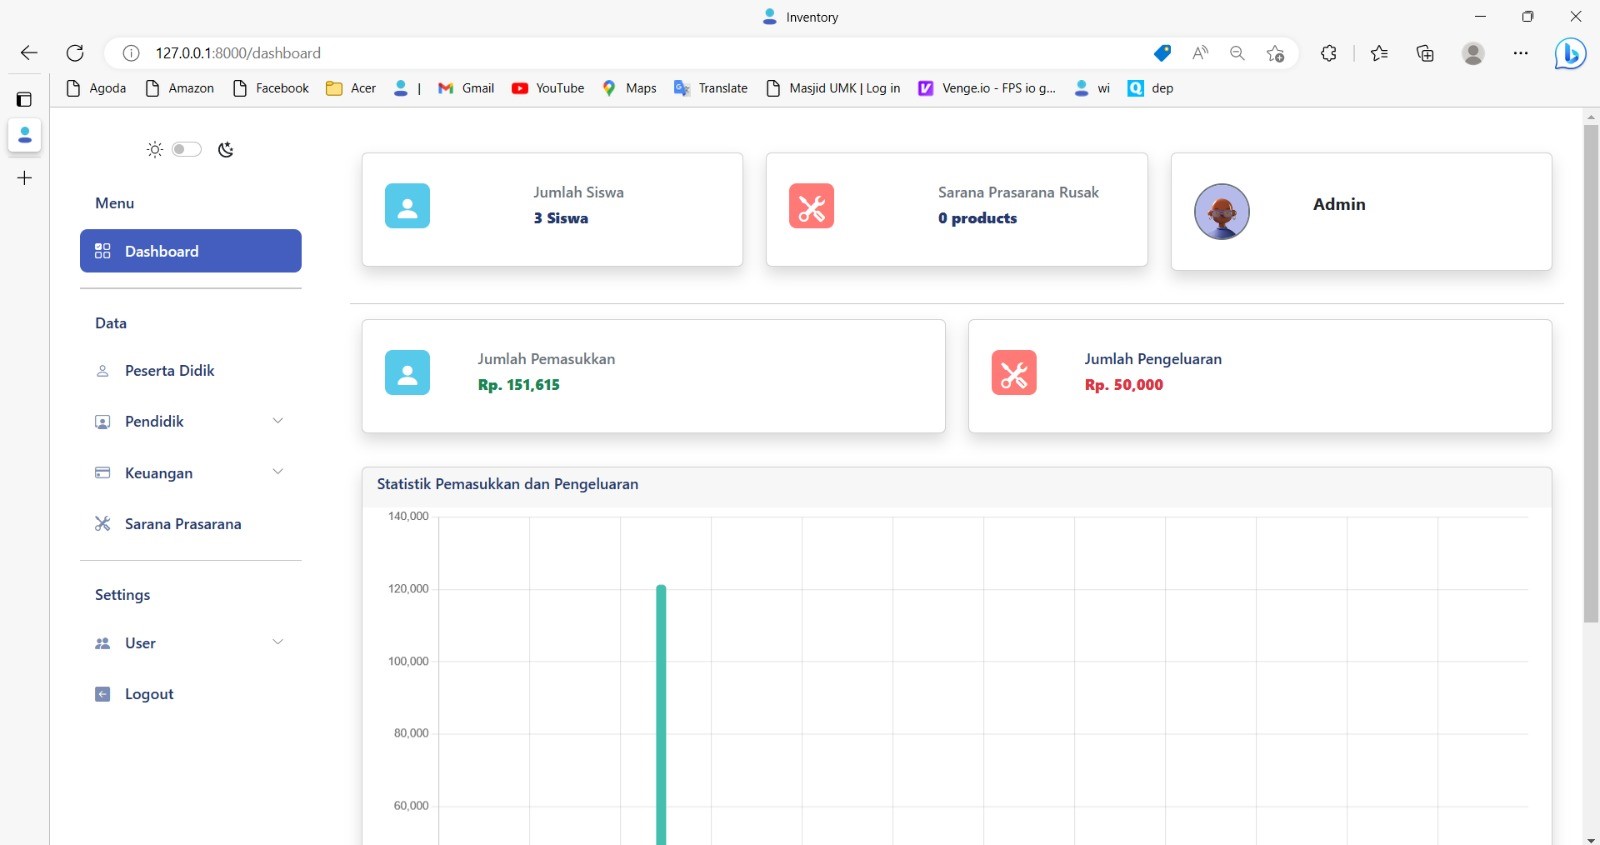 Inventory
127.0.0.1:8000/dashboard
Agoda Amazon Facebook Acer | Gmail YouTube Maps Translate Masjid UMK | Log in Venge.io - FPS io g... wi dep
Menu
Dashboard
Data
Peserta Didik
Pendidik
Keuangan
Sarana Prasarana
Settings
User
Logout
Jumlah Siswa
3 Siswa
Sarana Prasarana Rusak
0 products
Admin
Jumlah Pemasukkan
Rp. 151,615
Jumlah Pengeluaran
Rp. 50,000
Statistik Pemasukkan dan Pengeluaran
140,000
120,000
100,000
80,000
60,000